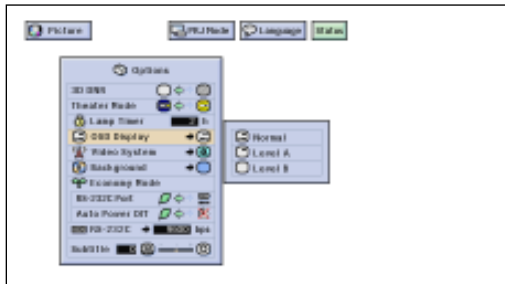 Picture
PRJ Mode
Language
Status
Options
3D DNR
Theater Mode
Lamp Timer h
OSD Display
Normal
Video System
Level A
Background
Level B
Economy Mode
RS-232C Port
Auto Power Off
RS-232C bps
Subtitle